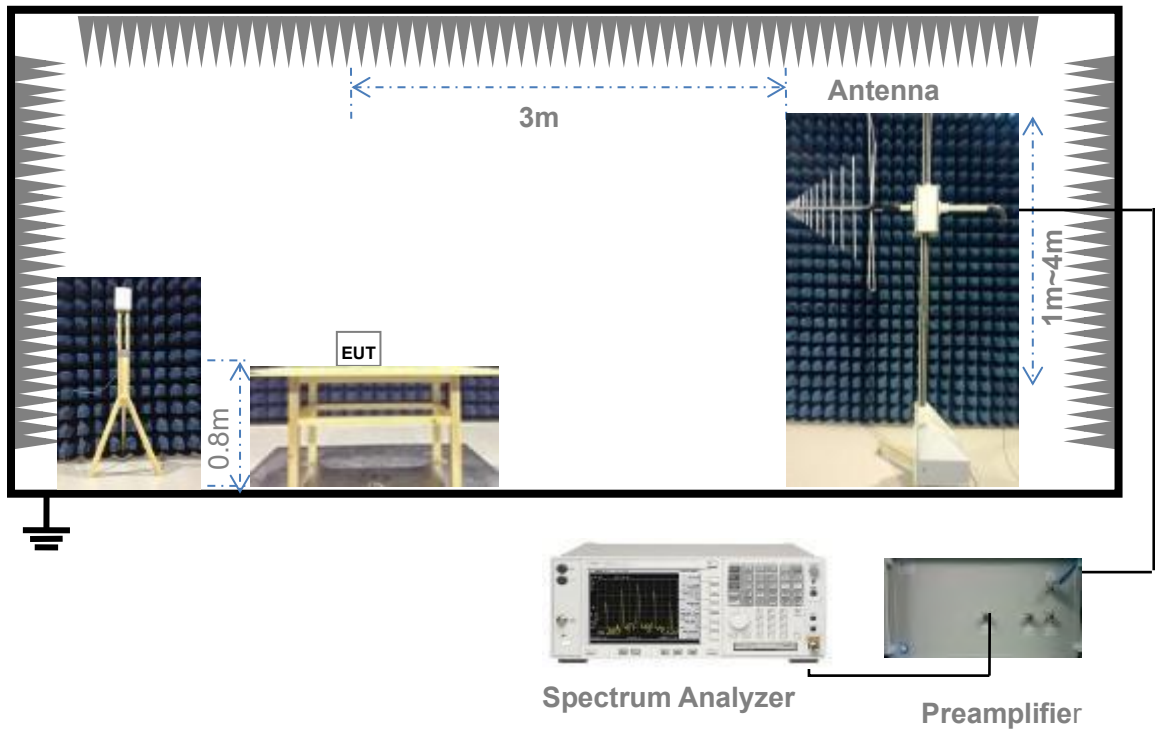 3m
Antenna
1m~4m
EUT
0.8m
Spectrum Analyzer
Preamplifier